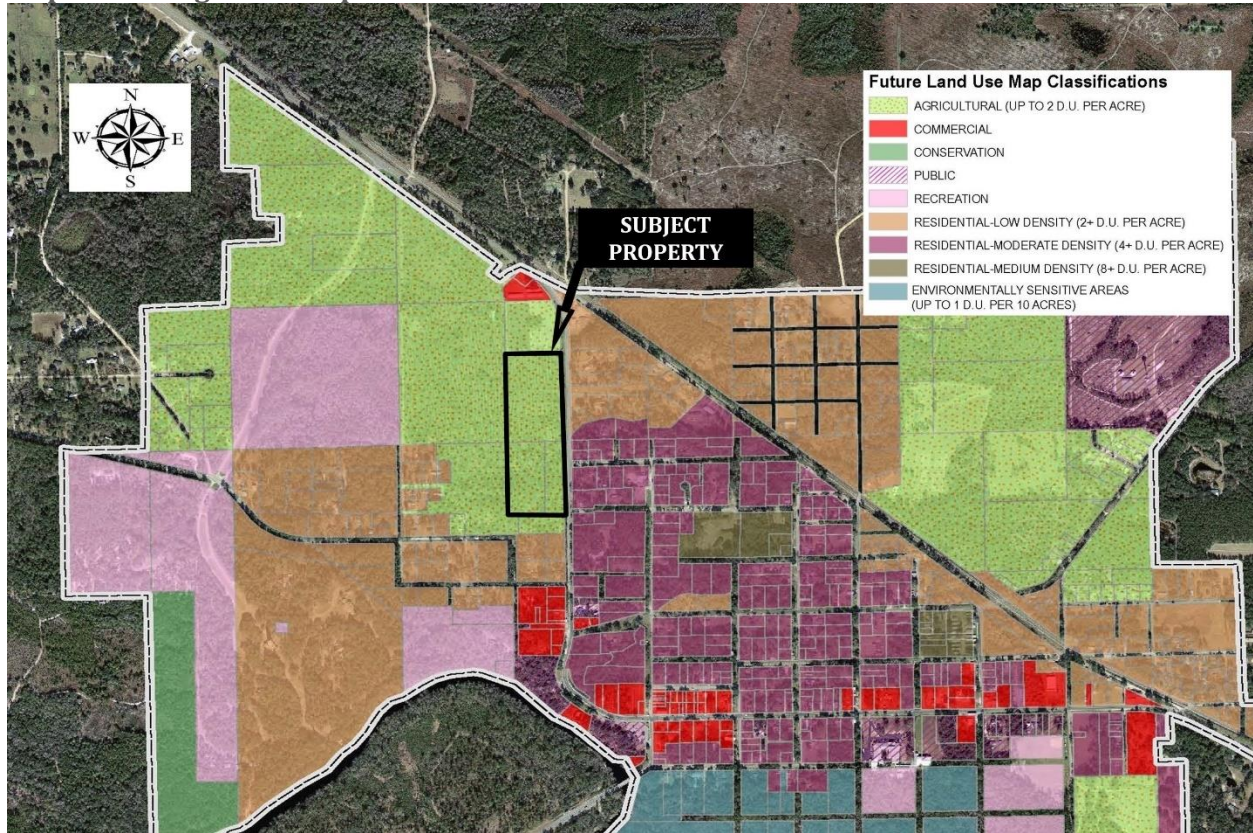 N
W E
S
SUBJECT
PROPERTY
Future Land Use Map Classifications
AGRICULTURAL (UP TO 2 D.U. PER ACRE)
COMMERCIAL
CONSERVATION
PUBLIC
RECREATION
RESIDENTIAL-LOW DENSITY (2+ D.U. PER ACRE)
RESIDENTIAL-MODERATE DENSITY (4+ D.U. PER ACRE)
RESIDENTIAL-MEDIUM DENSITY (8+ D.U. PER ACRE)
ENVIRONMENTALLY SENSITIVE AREAS
(UP TO 1 D.U. PER 10 ACRES)